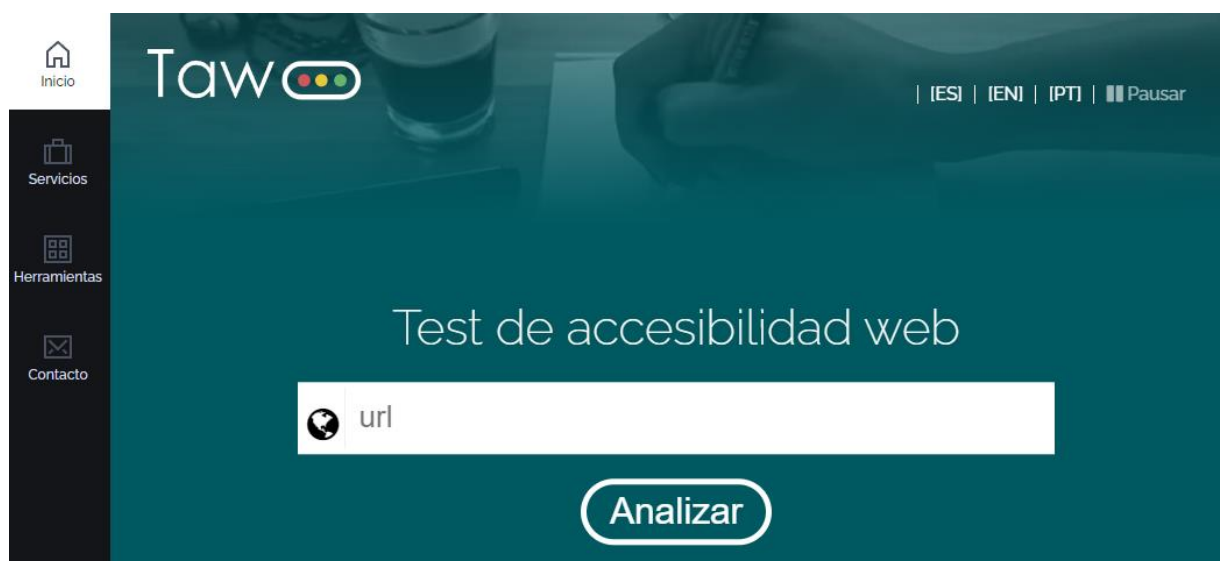 Inicio
Servicios
Herramientas
Contacto
Taw
| [ES] | [EN] | [PT] | Pausar
Test de accesibilidad web
url
Analizar